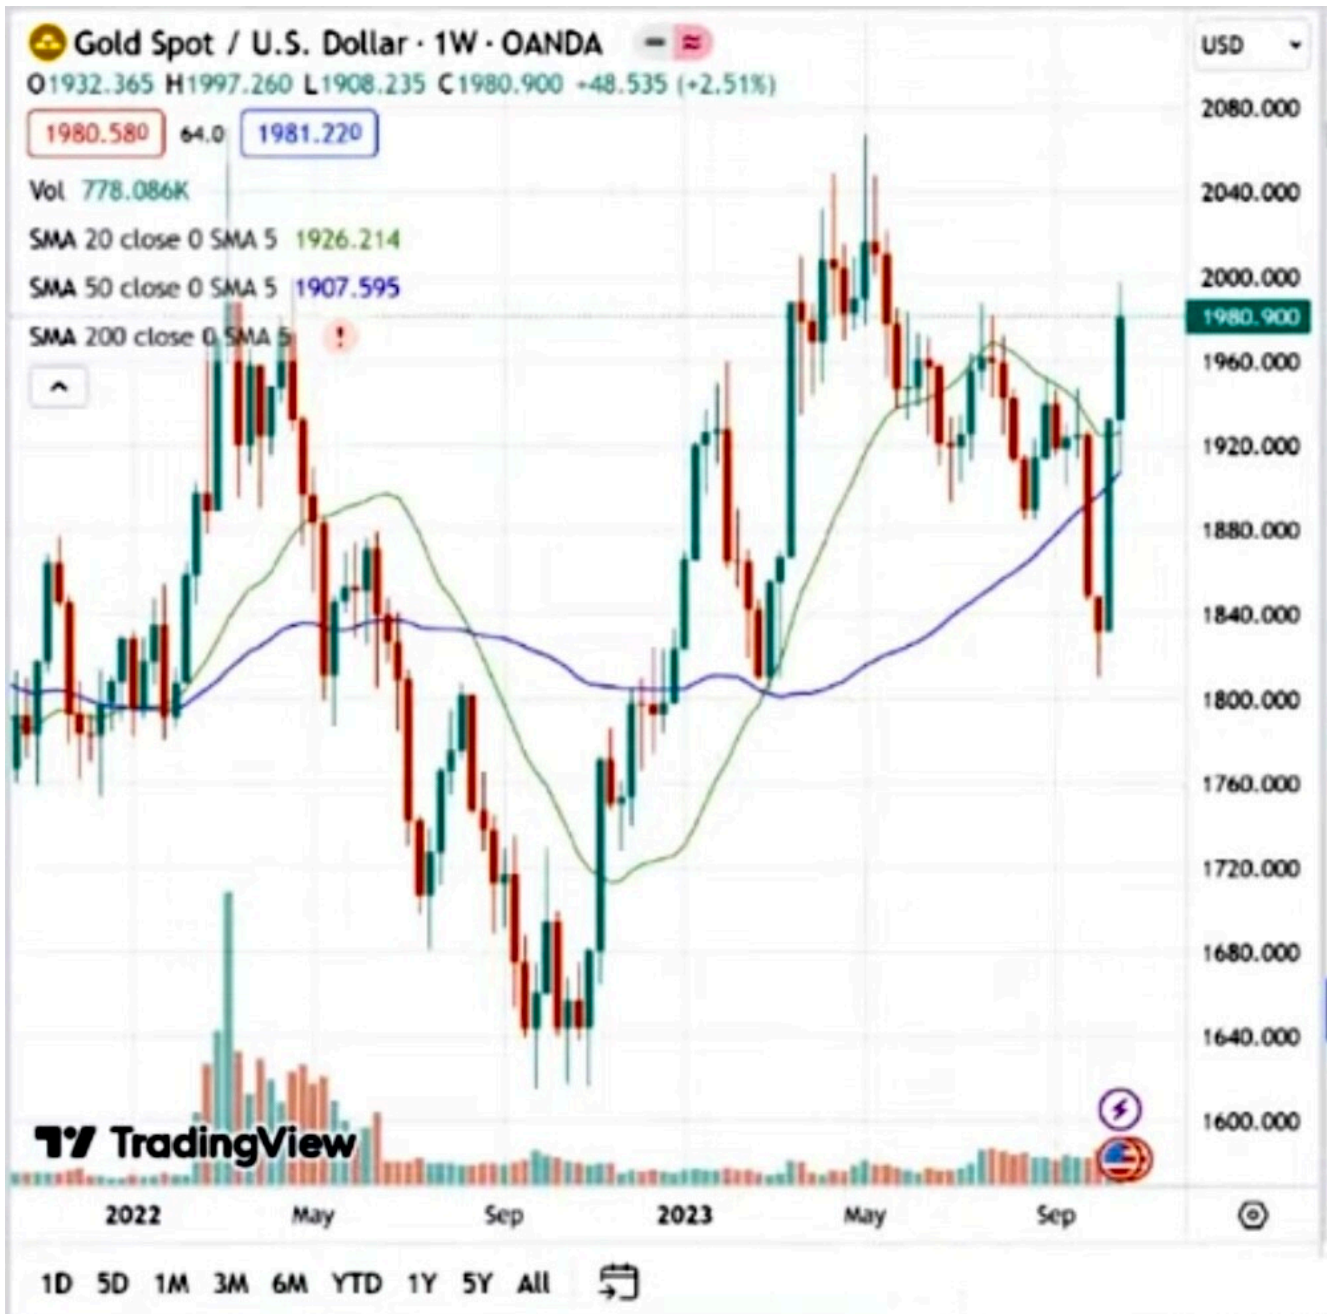 Gold Spot / U.S. Dollar · 1W · OANDA
USD
O1932.365 H1997.260 L1908.235 C1980.900 +48.535 (+2.51%)
1980.580 64.0 1981.220
Vol 778.086K
SMA 20 close 0 SMA 5 1926.214
SMA 50 close 0 SMA 5 1907.595
SMA 200 close 0 SMA 5 !
2080.000
2040.000
2000.000
1980.900
1960.000
1920.000
1880.000
1840.000
1800.000
1760.000
1720.000
1680.000
1640.000
1600.000
TradingView
2022 May Sep 2023 May Sep
1D 5D 1M 3M 6M YTD 1Y 5Y All